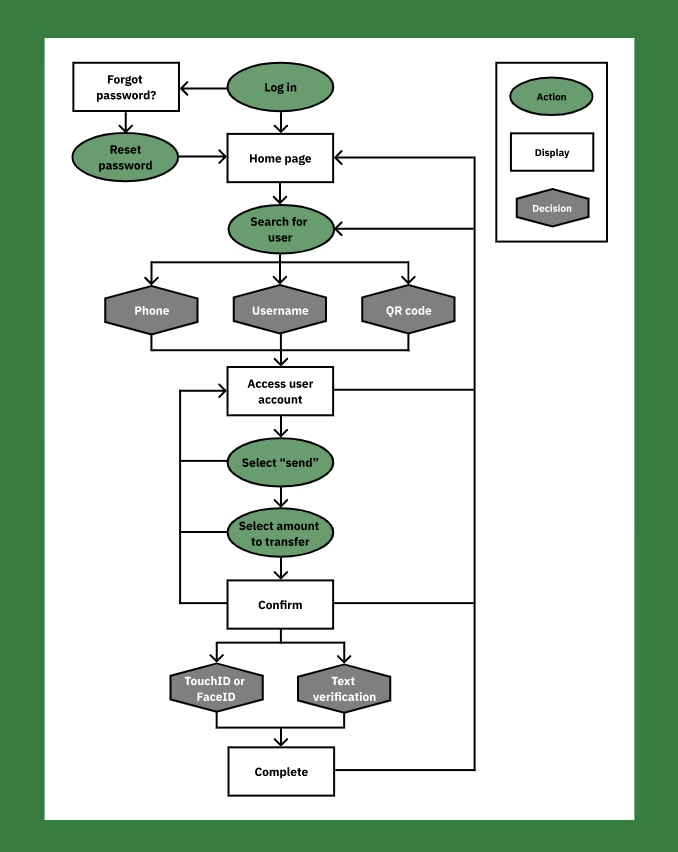 Forgot
password?
Log in
Reset
password
Home page
Search for
user
Phone
Username
QR code
Access user
account
Select “send”
Select amount
to transfer
Confirm
TouchID or
FaceID
Text
verification
Complete
Action
Display
Decision